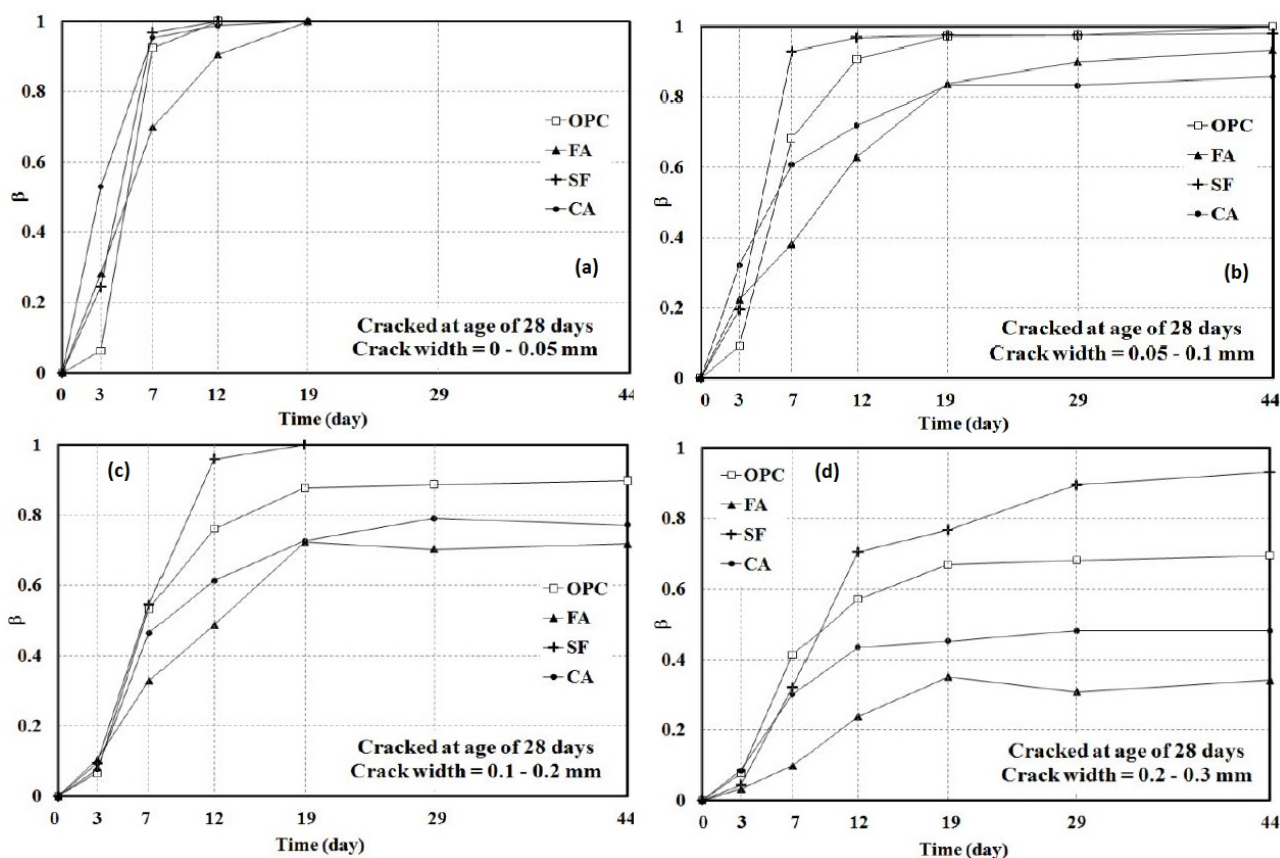 1
0.8
0.6
0.4
0.2
0
β
OPC
FA
SF
CA
(a)
Cracked at age of 28 days
Crack width = 0 - 0.05 mm
0 3 7 12 19 29 44
Time (day)
1
0.8
0.6
0.4
0.2
0
β
OPC
FA
SF
CA
(b)
Cracked at age of 28 days
Crack width = 0.05 - 0.1 mm
0 3 7 12 19 29 44
Time (day)
1
0.8
0.6
0.4
0.2
0
β
(c)
OPC
FA
SF
CA
Cracked at age of 28 days
Crack width = 0.1 - 0.2 mm
0 3 7 12 19 29 44
Time (day)
1
0.8
0.6
0.4
0.2
0
β
OPC
FA
SF
CA
(d)
Cracked at age of 28 days
Crack width = 0.2 - 0.3 mm
0 3 7 12 19 29 44
Time (day)